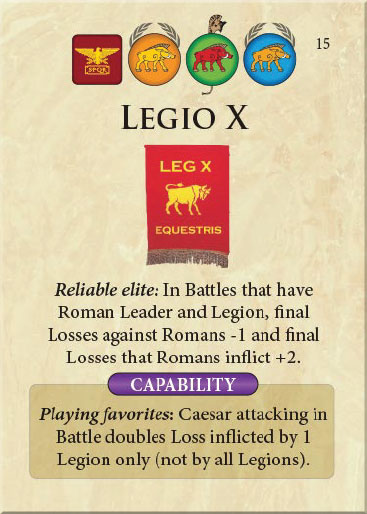 SPQR
15
LEGIO X
LEG X
EQUESTRIS
Reliable elite: In Battles that have
Roman Leader and Legion, final
Losses against Romans -1 and final
Losses that Romans inflict +2.
CAPABILITY
Playing favorites: Caesar attacking in
Battle doubles Loss inflicted by 1
Legion only (not by all Legions).